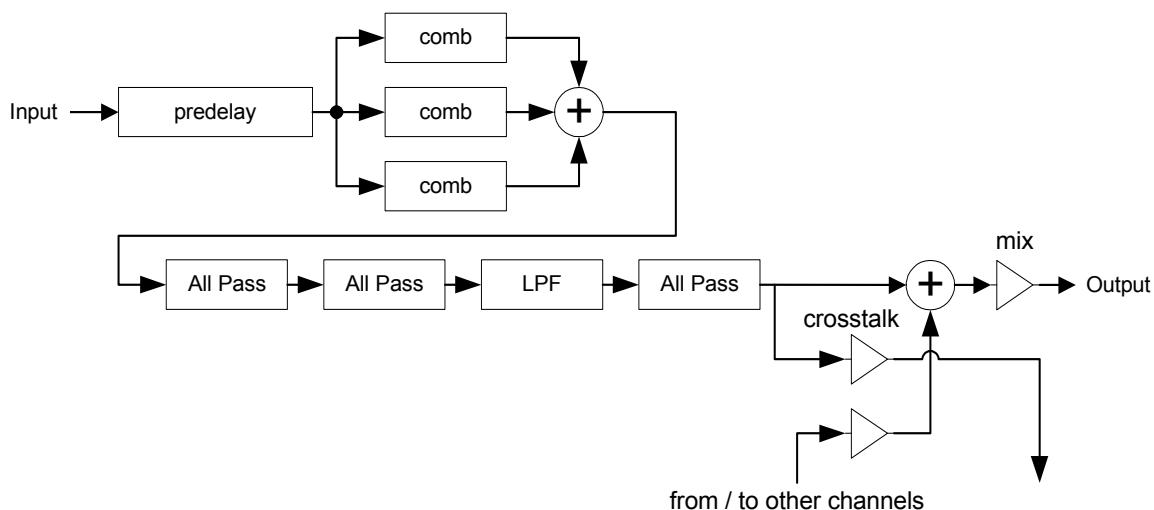 comb
Input
predelay
comb
+
comb
All Pass
All Pass
LPF
All Pass
+
mix
Output
crosstalk
from / to other channels